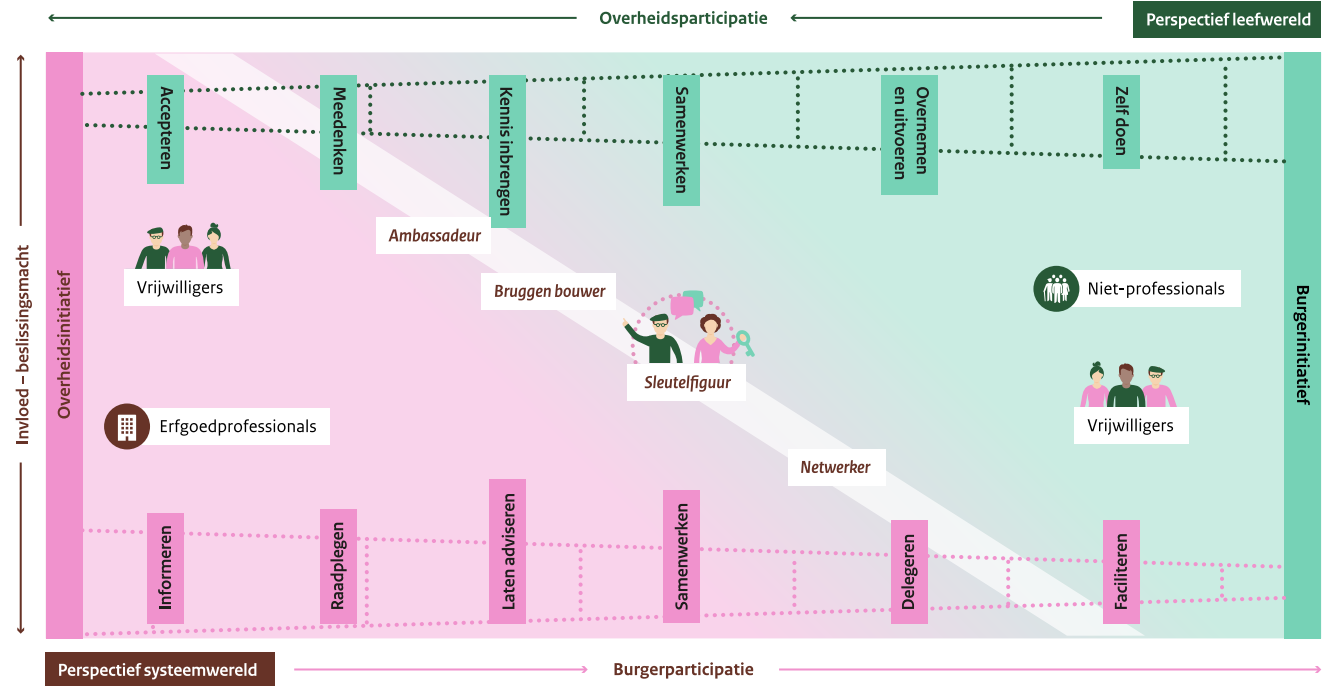 Overheidsparticipatie
Perspectief leefwereld
Invloed – beslissingsmacht
Overheidsinitiatief
Accepteren
Meedenken
Kennis inbrengen
Samenwerken
Overnemen
en uitvoeren
Zelf doen
Burgerinitiatief
Ambassadeur
Vrijwilligers
Bruggen bouwer
Niet-professionals
Sleutelfiguur
Erfgoedprofessionals
Vrijwilligers
Netwerker
Informeren
Raadplegen
Laten adviseren
Samenwerken
Delegeren
Faciliteren
Perspectief systeemwereld
Burgerparticipatie